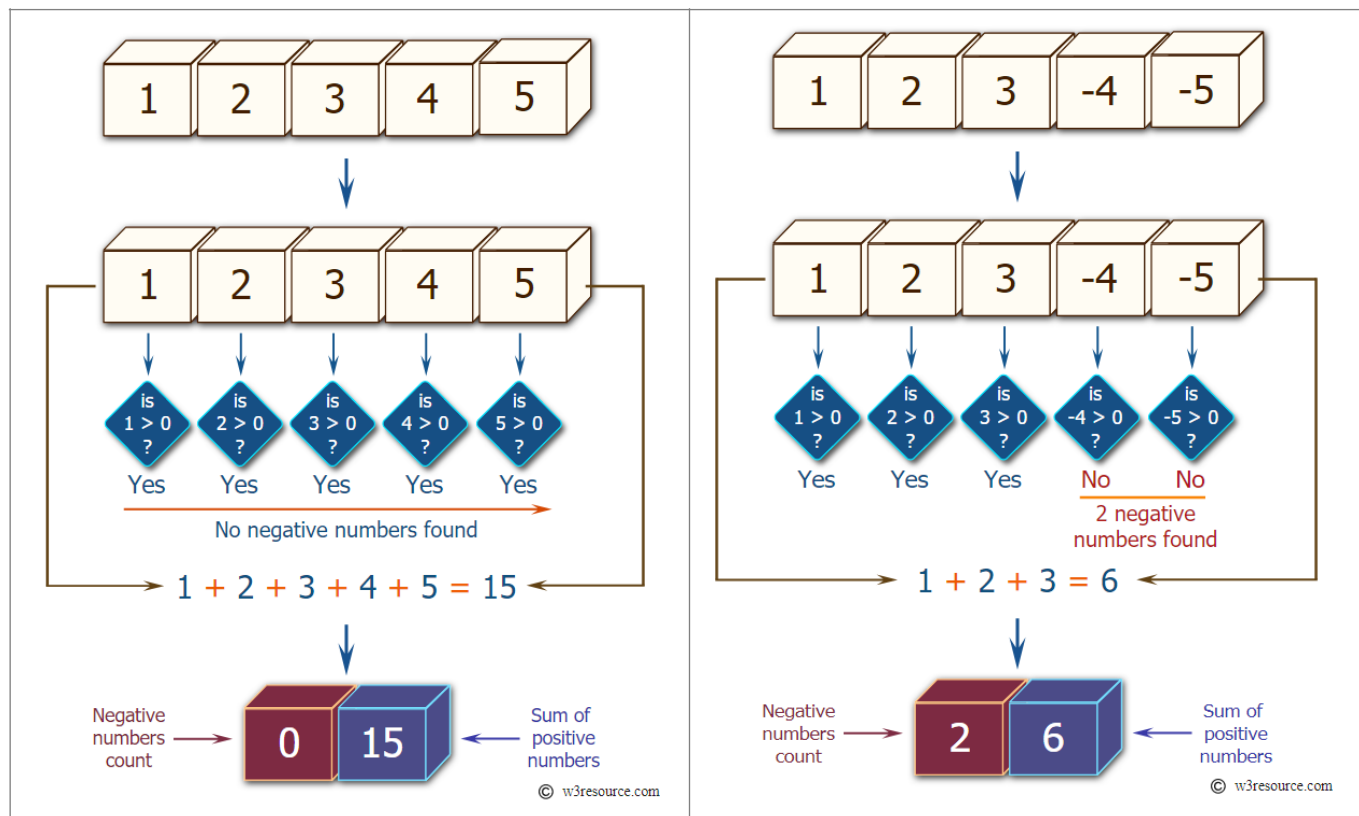 1 2 3 4 5
1 2 3 4 5
is is is is is
1 > 0 2 > 0 3 > 0 4 > 0 5 > 0
? ? ? ? ?
Yes Yes Yes Yes Yes
No negative numbers found
1 + 2 + 3 + 4 + 5 = 15
Negative
numbers
count
0 15
Sum of
positive
numbers
© w3resource.com
1 2 3 -4 -5
1 2 3 -4 -5
is is is is is
1 > 0 2 > 0 3 > 0 -4 > 0 -5 > 0
? ? ? ? ?
Yes Yes Yes No No
2 negative
numbers found
1 + 2 + 3 = 6
Negative
numbers
count
2 6
Sum of
positive
numbers
© w3resource.com